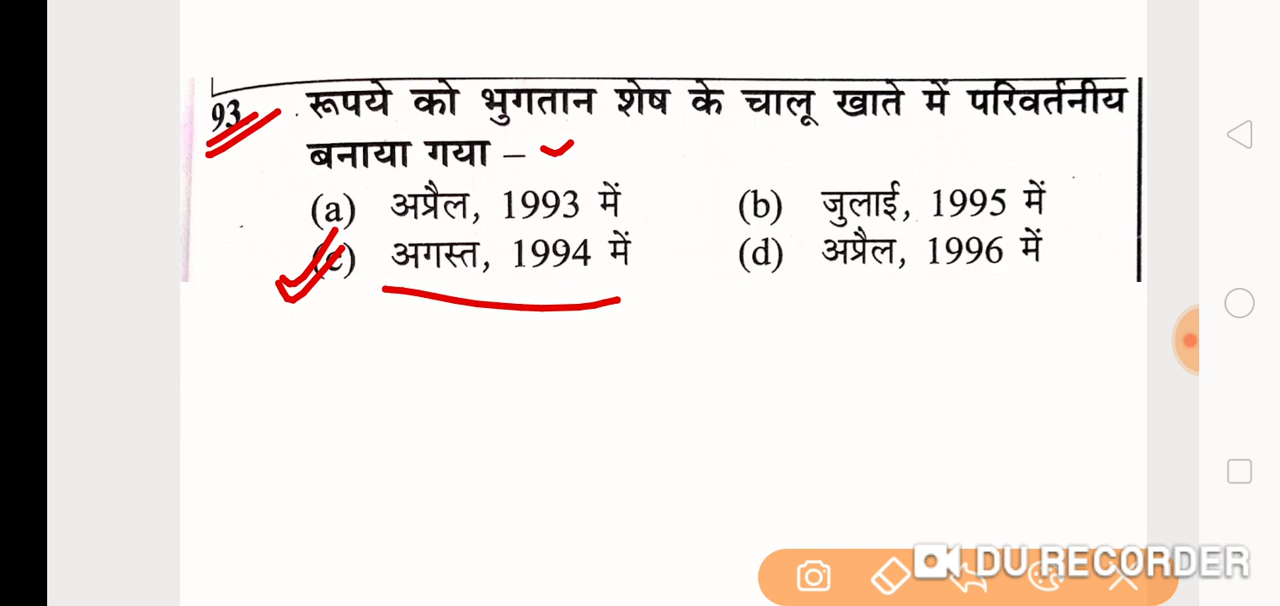 93. रूपये को भुगतान शेष के चालू खाते में परिवर्तनीय
बनाया गया –
(a) अप्रैल, 1993 में (b) जुलाई, 1995 में
(c) अगस्त, 1994 में (d) अप्रैल, 1996 में
DU RECORDER